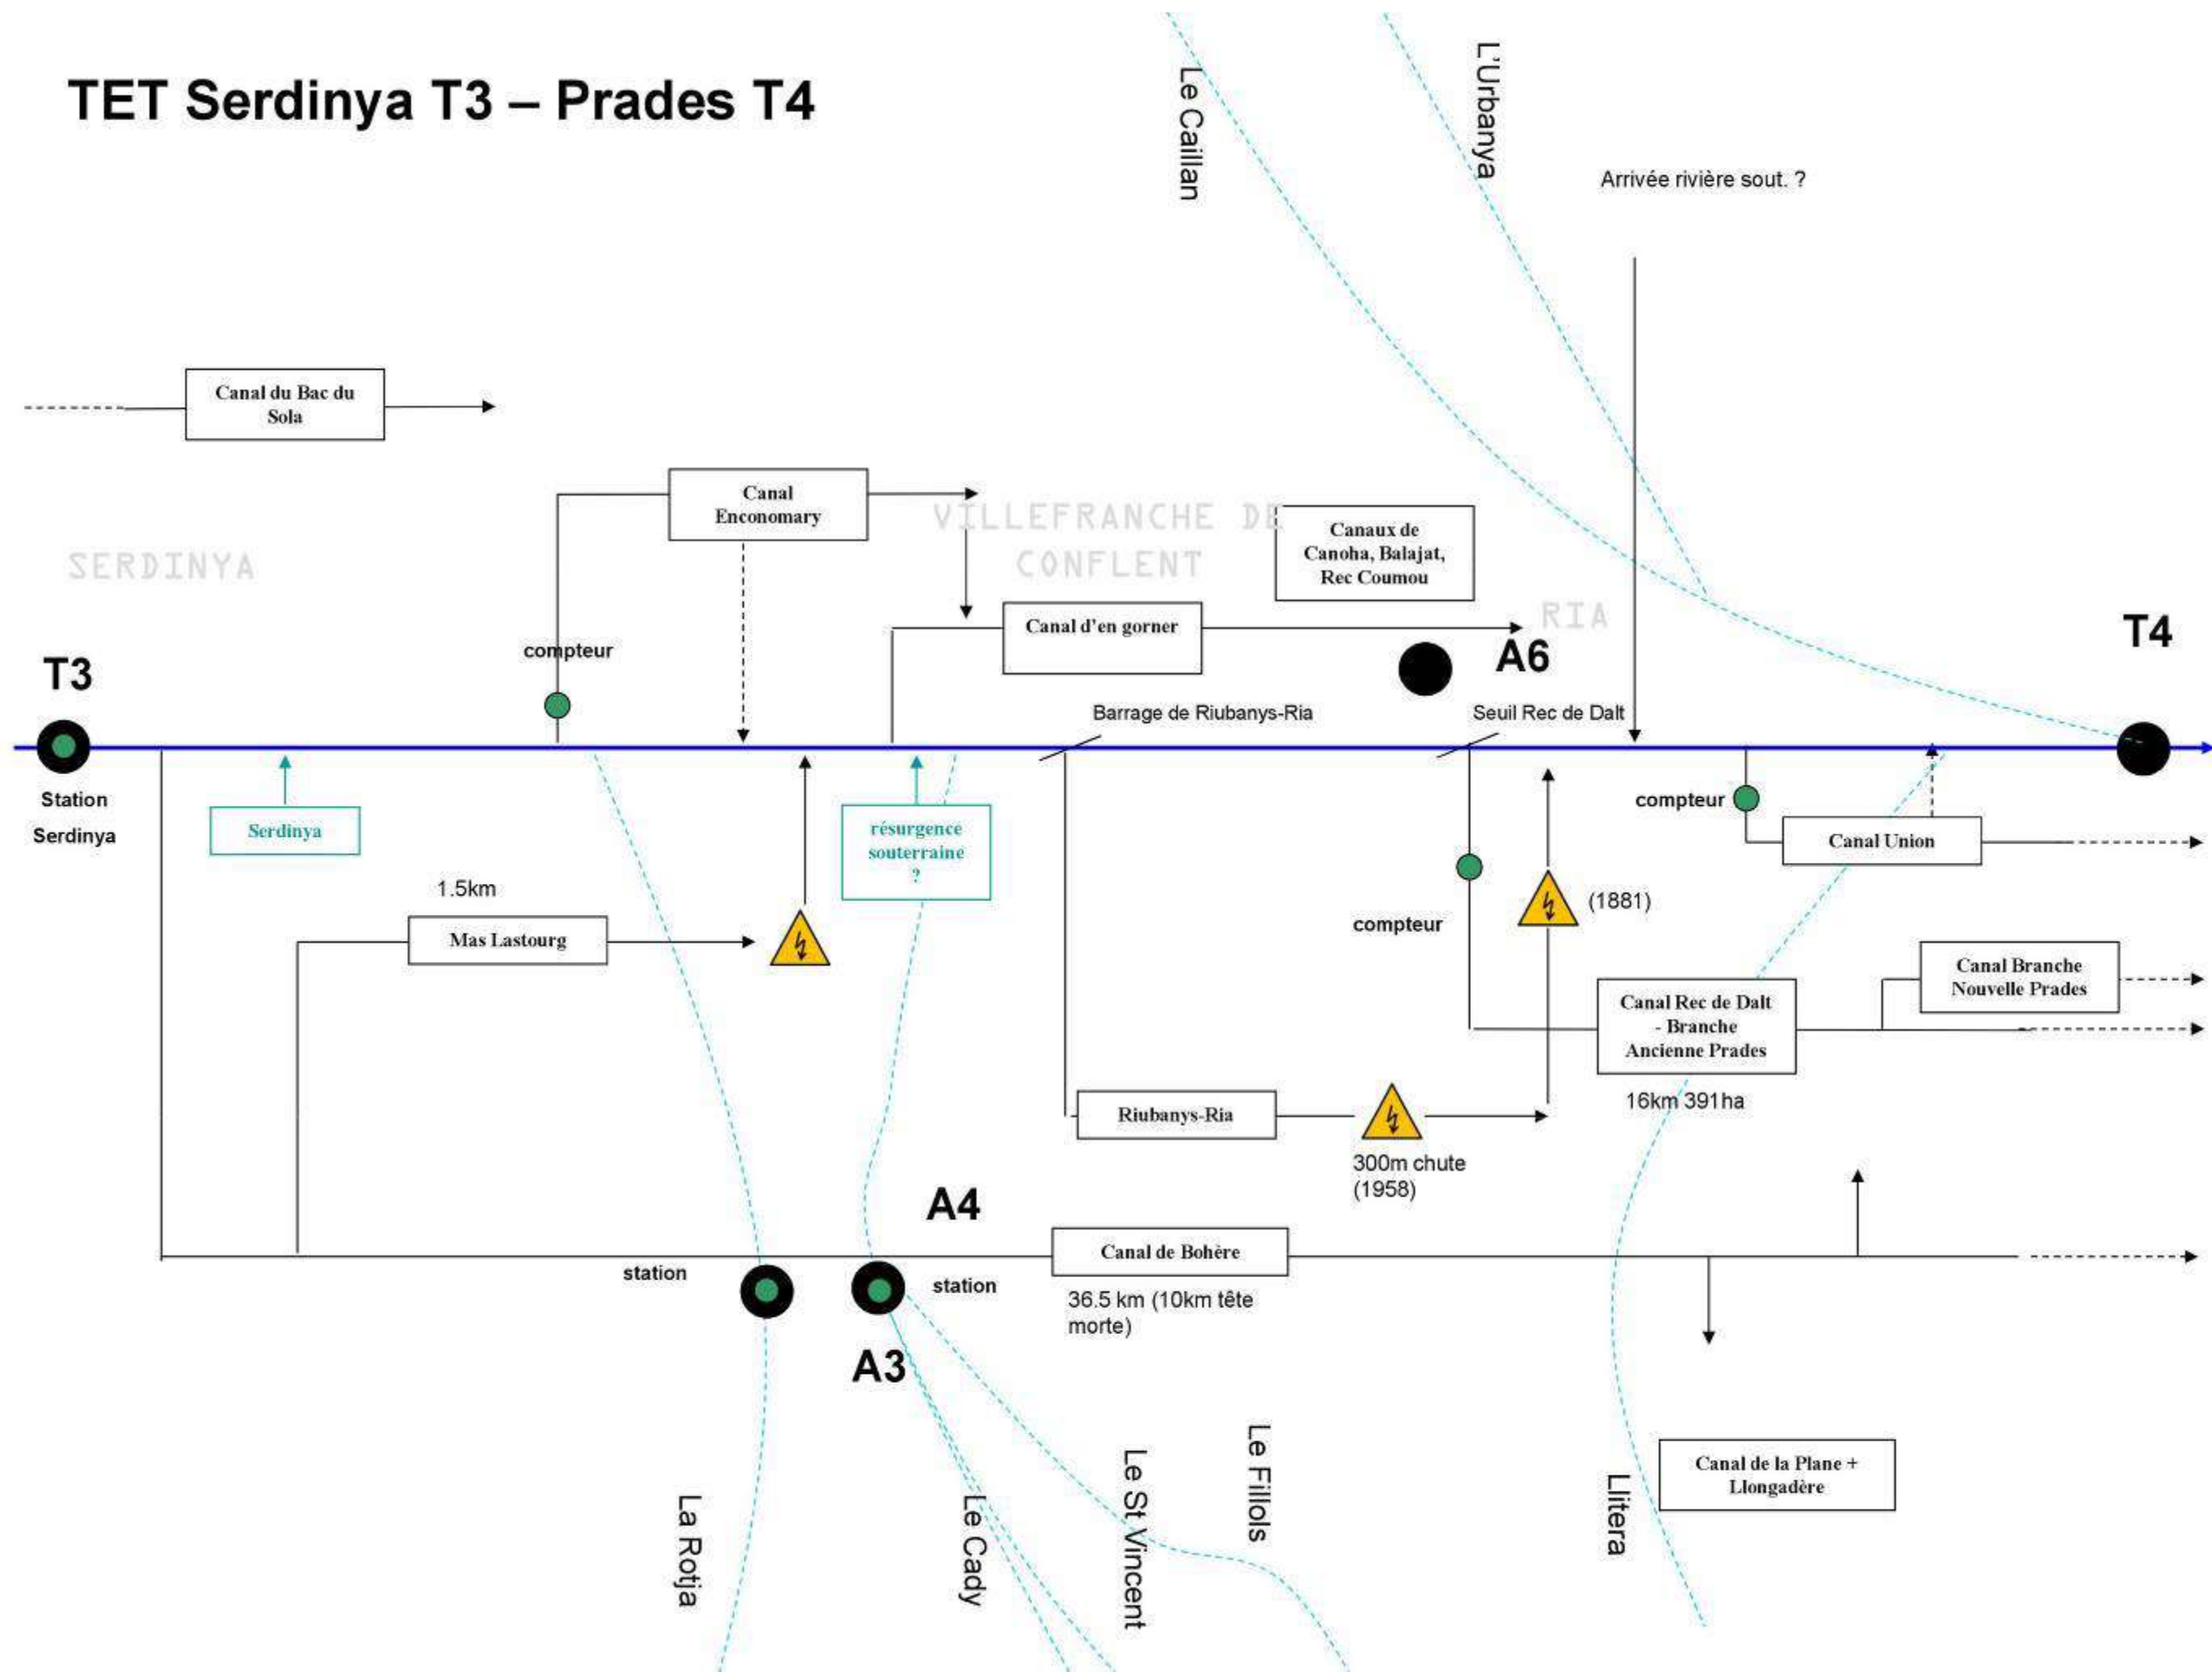 TET Serdinya T3 – Prades T4
Le Caillan
L'Urbanya
Arrivée rivière sout. ?
Canal du Bac du
Sola
Canal
Enconomary
VILLEFRANCHE DE
CONFLENT
Canaux de
Canoha, Balajat,
Rec Coumou
SERDINYA
RIA
Canal d'en gorner
compteur
T3
A6
T4
Barrage de Riubanys-Ria
Seuil Rec de Dalt
Station
Serdinya
Serdinya
résurgence
souterraine
?
compteur
Canal Union
1.5km
Mas Lastourg
(1881)
compteur
Canal Branche
Nouvelle Prades
Canal Rec de Dalt
- Branche
Ancienne Prades
16km 391ha
Riubanys-Ria
300m chute
(1958)
A4
Canal de Bohère
station
station
36.5 km (10km tête
morte)
A3
La Rotja
Le Cady
Le St Vincent
Le Fillols
Llitera
Canal de la Plane +
Llongadère